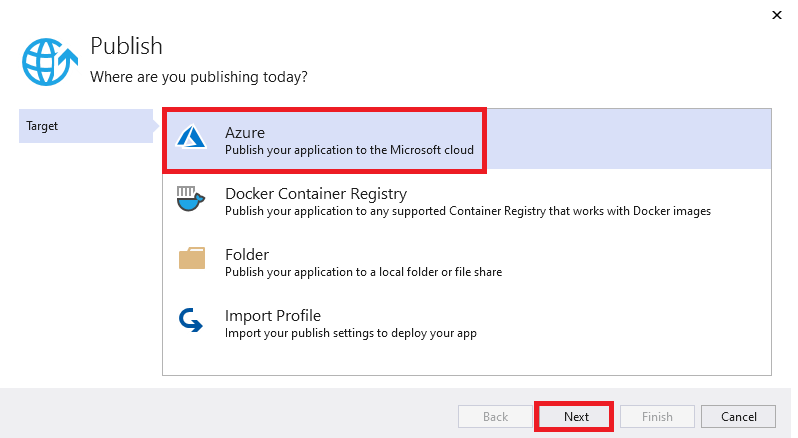 Publish
Where are you publishing today?
Target
Azure
Publish your application to the Microsoft cloud
Docker Container Registry
Publish your application to any supported Container Registry that works with Docker images
Folder
Publish your application to a local folder or file share
Import Profile
Import your publish settings to deploy your app
Back
Next
Finish
Cancel